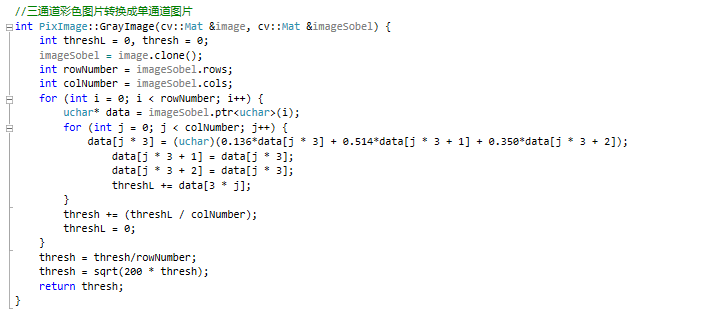 //三通道彩色图片转换成单通道图片
int PixImage::GrayImage(cv::Mat &image, cv::Mat &imageSobel) {
    int threshL = 0, thresh = 0;
    imageSobel = image.clone();
    int rowNumber = imageSobel.rows;
    int colNumber = imageSobel.cols;
    for (int i = 0; i < rowNumber; i++) {
        uchar* data = imageSobel.ptr<uchar>(i);
        for (int j = 0; j < colNumber; j++) {
            data[j * 3] = (uchar)(0.136*data[j * 3] + 0.514*data[j * 3 + 1] + 0.350*data[j * 3 + 2]);
                data[j * 3 + 1] = data[j * 3];
                data[j * 3 + 2] = data[j * 3];
                threshL += data[3 * j];
        }
        thresh += (threshL / colNumber);
        threshL = 0;
    }
    thresh = thresh/rowNumber;
    thresh = sqrt(200 * thresh);
    return thresh;
}